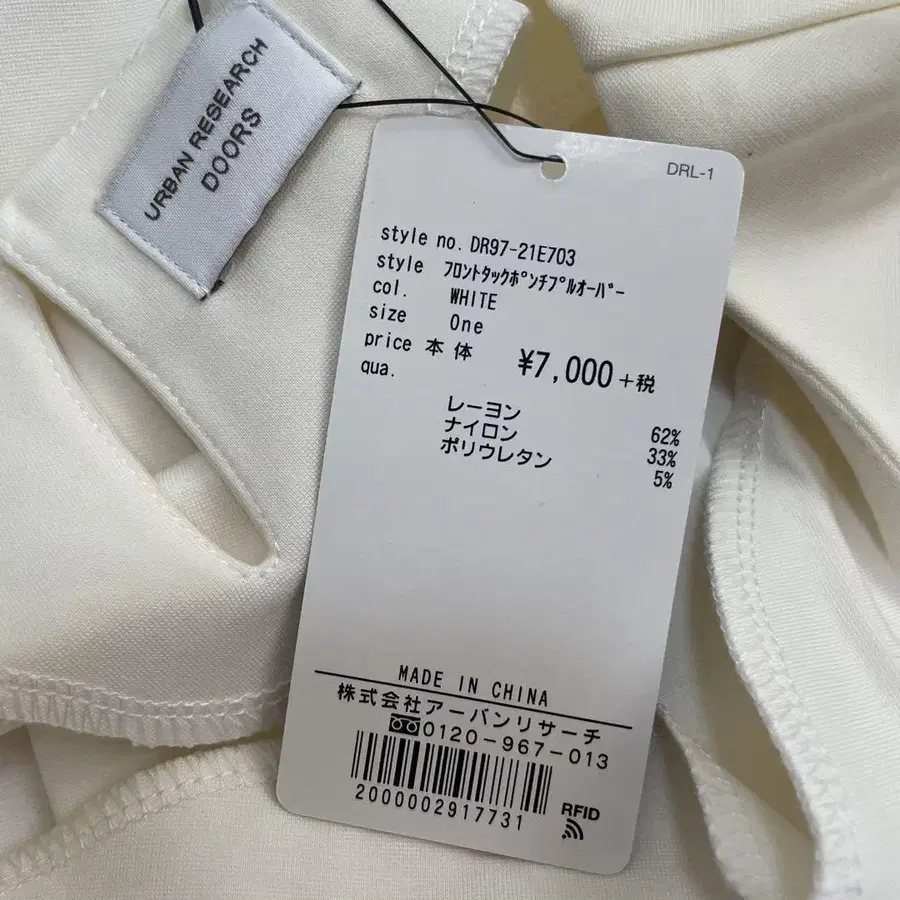 URBAN RESEARCH
DOORS
DRL-1
style no. DR97-21E703
style ﾌﾛﾝﾄﾀｯｸﾎﾟﾝﾁﾌﾟﾙｵｰﾊﾞｰ
col. WHITE
size One
price 本体 ¥7,000 +税
qua.
レーヨン 62%
ナイロン 33%
ポリウレタン 5%
MADE IN CHINA
株式会社アーバンリサーチ
0120-967-013
2000002917731
RFID